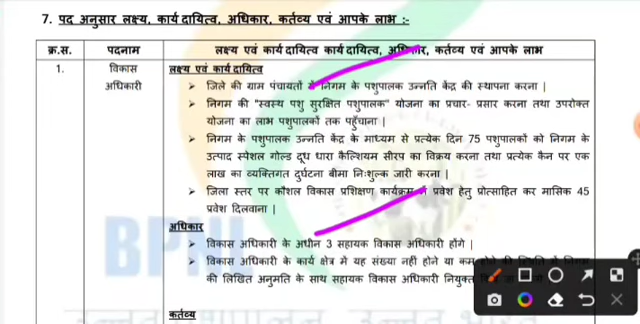 7. पद अनुसार लक्ष्य, कार्य दायित्व, अधिकार, कर्तव्य एवं आपके लाभ :-
क्र.स. पदनाम लक्ष्य एवं कार्य दायित्व कार्य दायित्व, अधिकार, कर्तव्य एवं आपके लाभ
1. विकास अधिकारी
लक्ष्य एवं कार्य दायित्व
➢ जिले की ग्राम पंचायतों में निगम के पशुपालक उन्नति केंद्र की स्थापना करना |
➢ निगम की "स्वस्थ पशु सुरक्षित पशुपालक" योजना का प्रचार- प्रसार करना तथा उपरोक्त
योजना का लाभ पशुपालकों तक पहुँचाना |
➢ निगम के पशुपालक उन्नति केंद्र के माध्यम से प्रत्येक दिन 75 पशुपालकों को निगम के
उत्पाद स्पेशल गोल्ड दूध धारा कैल्शियम सीरप का विक्रय करना तथा प्रत्येक कैन पर एक
लाख का व्यक्तिगत दुर्घटना बीमा निःशुल्क जारी करना |
➢ जिला स्तर पर कौशल विकास प्रशिक्षण कार्यक्रम प्रवेश हेतु प्रोत्साहित कर मासिक 45
प्रवेश दिलवाना |
अधिकार
➢ विकास अधिकारी के अधीन 3 सहायक विकास अधिकारी होंगे |
➢ विकास अधिकारी के कार्य क्षेत्र में यह संख्या नहीं होने या कम
की लिखित अनुमति के साथ सहायक विकास अधिकारी नियुक्त
कर्तव्य
BPNL